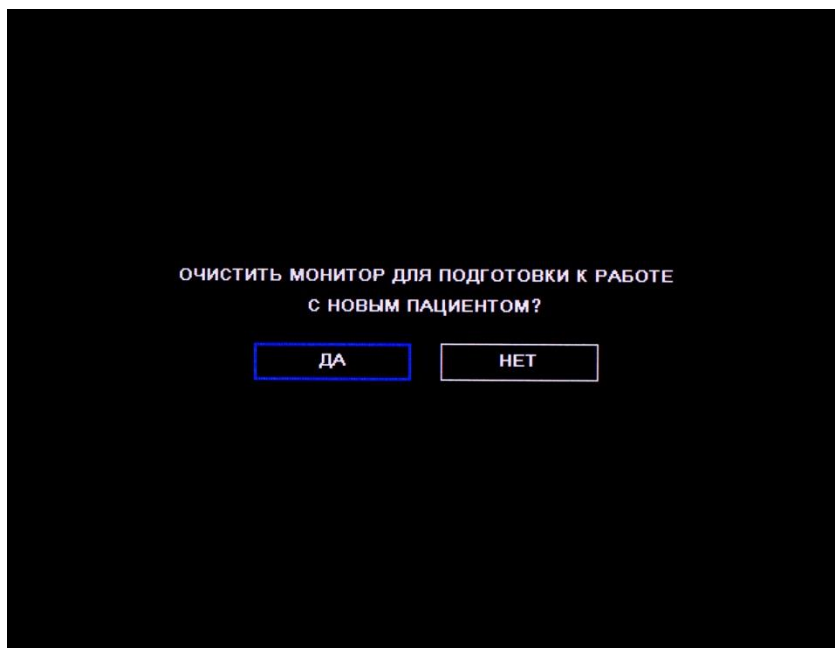 ОЧИСТИТЬ МОНИТОР ДЛЯ ПОДГОТОВКИ К РАБОТЕ
С НОВЫМ ПАЦИЕНТОМ?
ДА
НЕТ